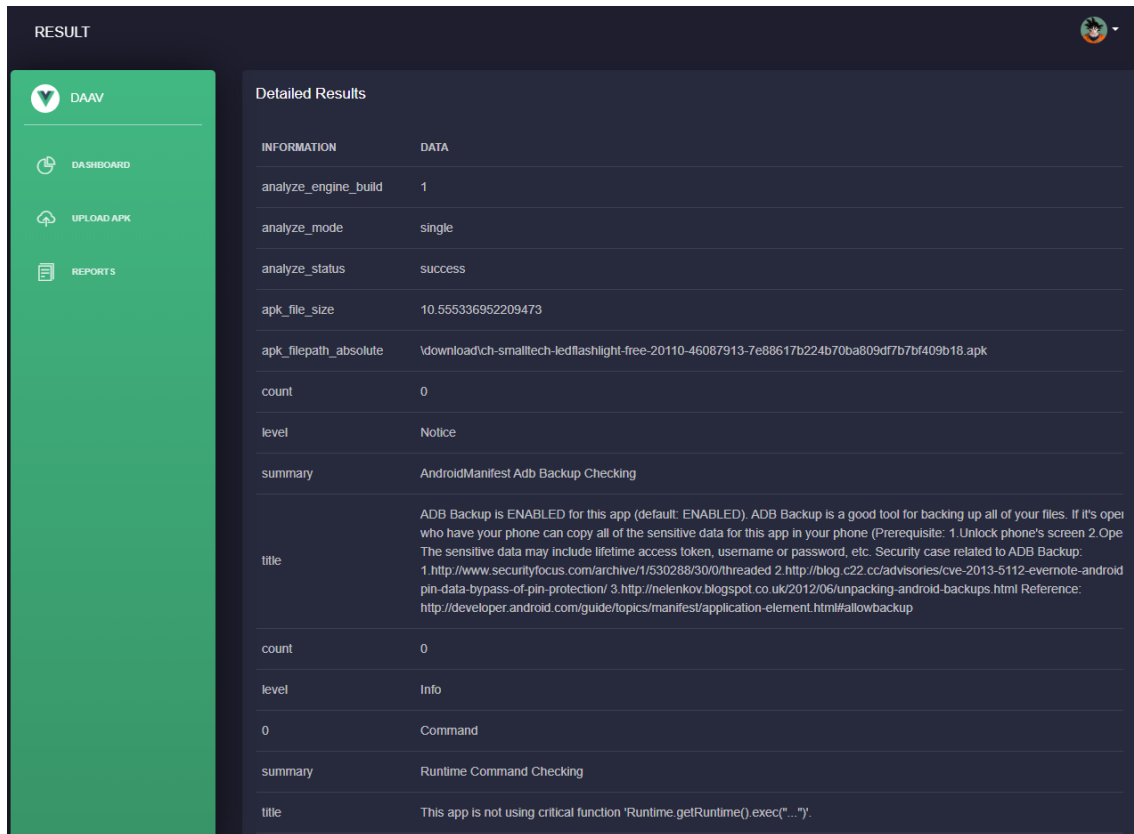 RESULT
DAAV
DASHBOARD
UPLOAD APK
REPORTS
Detailed Results
INFORMATION DATA
analyze_engine_build 1
analyze_mode single
analyze_status success
apk_file_size 10.555336952209473
apk_filepath_absolute \download\ch-smalltech-ledflashlight-free-20110-46087913-7e88617b224b70ba809df7b7bf409b18.apk
count 0
level Notice
summary AndroidManifest Adb Backup Checking
title
ADB Backup is ENABLED for this app (default: ENABLED). ADB Backup is a good tool for backing up all of your files. If it's open
who have your phone can copy all of the sensitive data for this app in your phone (Prerequisite: 1.Unlock phone's screen 2.Ope
The sensitive data may include lifetime access token, username or password, etc. Security case related to ADB Backup:
1.http://www.securityfocus.com/archive/1/530288/30/0/threaded 2.http://blog.c22.cc/advisories/cve-2013-5112-evernote-android
pin-data-bypass-of-pin-protection/ 3.http://nelenkov.blogspot.co.uk/2012/06/unpacking-android-backups.html Reference:
http://developer.android.com/guide/topics/manifest/application-element.html#allowbackup
count 0
level Info
0 Command
summary Runtime Command Checking
title This app is not using critical function 'Runtime.getRuntime().exec("...")'.